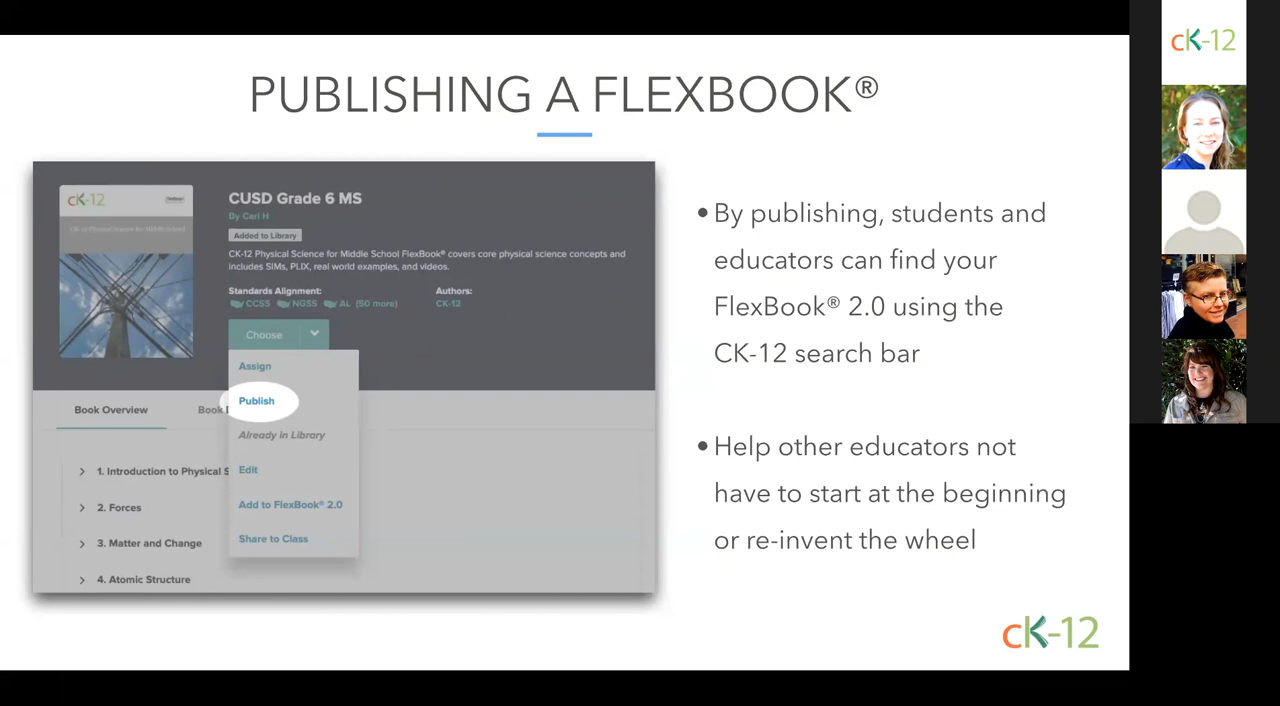 cK-12
PUBLISHING A FLEXBOOK®
cK-12
CUSD Grade 6 MS
By Carl H
Added to Library
CK-12 Physical Science for Middle School FlexBook® covers core physical science concepts and
includes SIMs, PLIX, real world examples, and videos.
Standards Alignment:
CCSS NGSS AL (50 more)
Authors:
CK-12
Choose
Assign
Publish
Already in Library
Edit
Add to FlexBook® 2.0
Share to Class
Book Overview
Book
1. Introduction to Physical S
2. Forces
3. Matter and Change
4. Atomic Structure
• By publishing, students and
educators can find your
FlexBook® 2.0 using the
CK-12 search bar
• Help other educators not
have to start at the beginning
or re-invent the wheel
cK-12